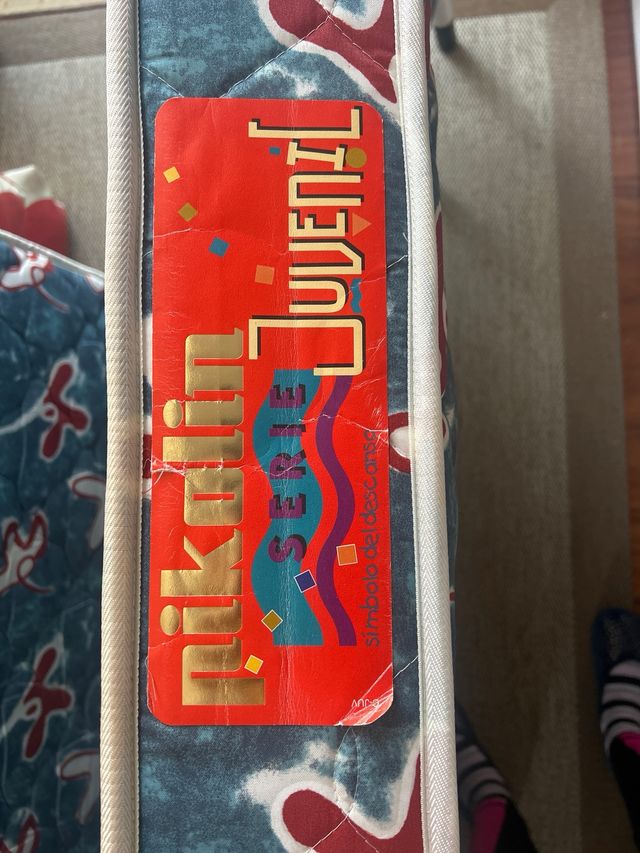 pikolin
SERIE
JUVENIL
símbolo del descanso